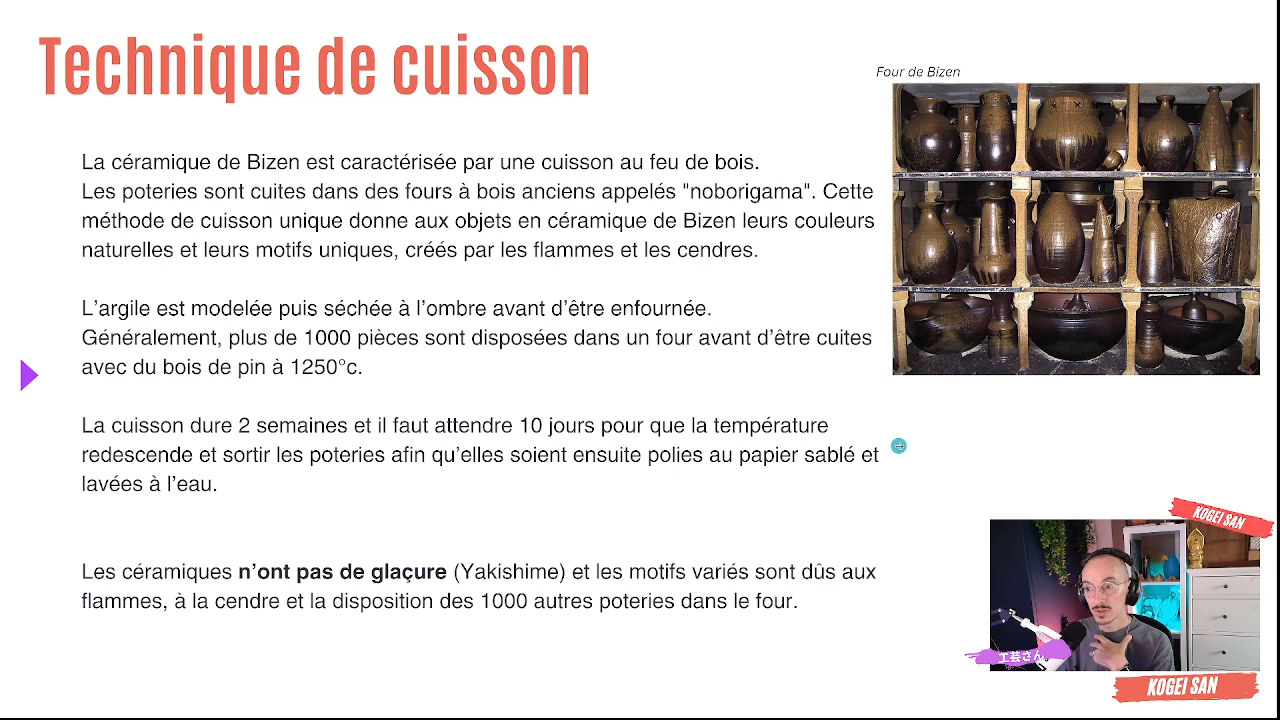 Technique de cuisson
Four de Bizen
La céramique de Bizen est caractérisée par une cuisson au feu de bois.
Les poteries sont cuites dans des fours à bois anciens appelés "noborigama". Cette
méthode de cuisson unique donne aux objets en céramique de Bizen leurs couleurs
naturelles et leurs motifs uniques, créés par les flammes et les cendres.
L’argile est modelée puis séchée à l’ombre avant d’être enfournée.
Généralement, plus de 1000 pièces sont disposées dans un four avant d’être cuites
avec du bois de pin à 1250°c.
La cuisson dure 2 semaines et il faut attendre 10 jours pour que la température
redescende et sortir les poteries afin qu’elles soient ensuite polies au papier sablé et
lavées à l’eau.
Les céramiques n’ont pas de glaçure (Yakishime) et les motifs variés sont dûs aux
flammes, à la cendre et la disposition des 1000 autres poteries dans le four.
KOGEI SAN
工芸さん
KOGEI SAN